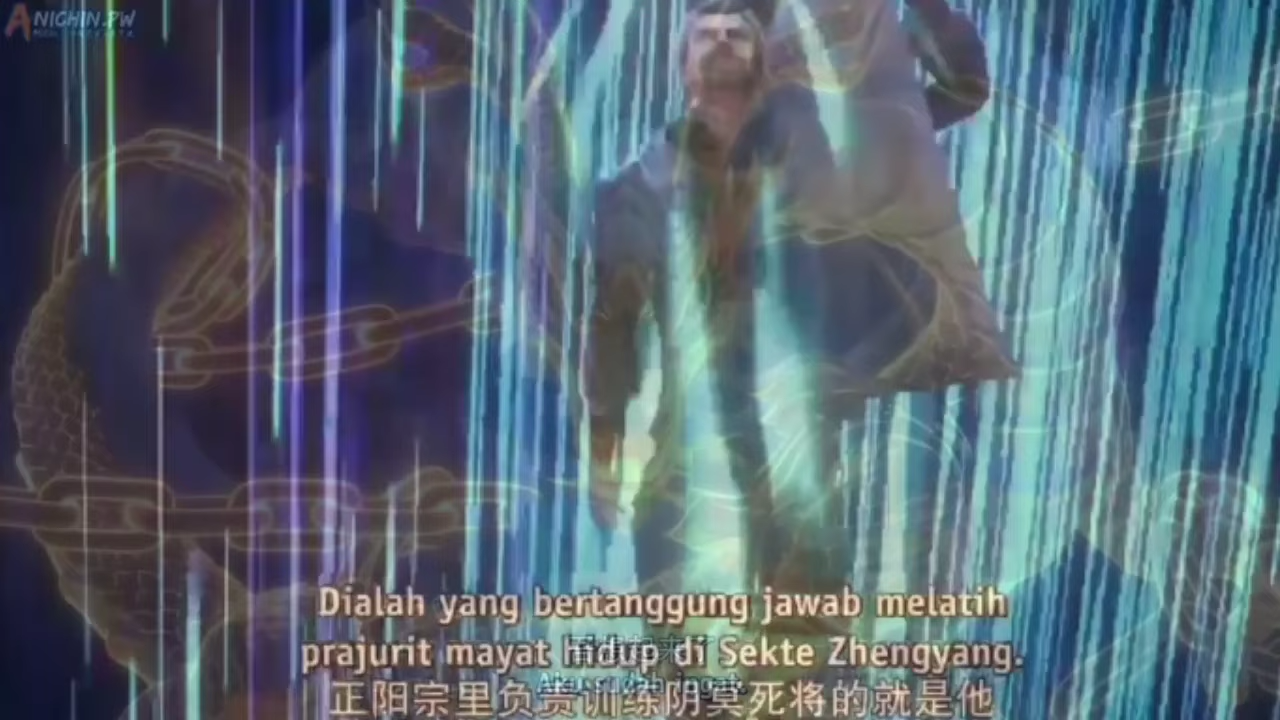 ANICHIN.PW
Dialah yang bertanggung jawab melatih
prajurit mayat hidup di Sekte Zhengyang.
正阳宗里负责训练阴冥死将的就是他